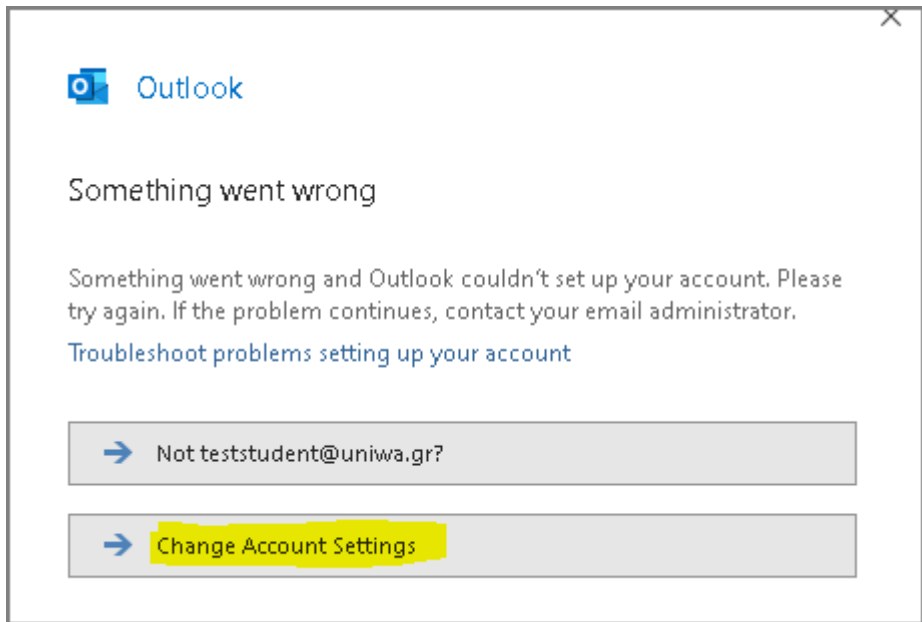 Outlook
Something went wrong
Something went wrong and Outlook couldn't set up your account. Please
try again. If the problem continues, contact your email administrator.
Troubleshoot problems setting up your account
Not teststudent@uniwa.gr?
Change Account Settings